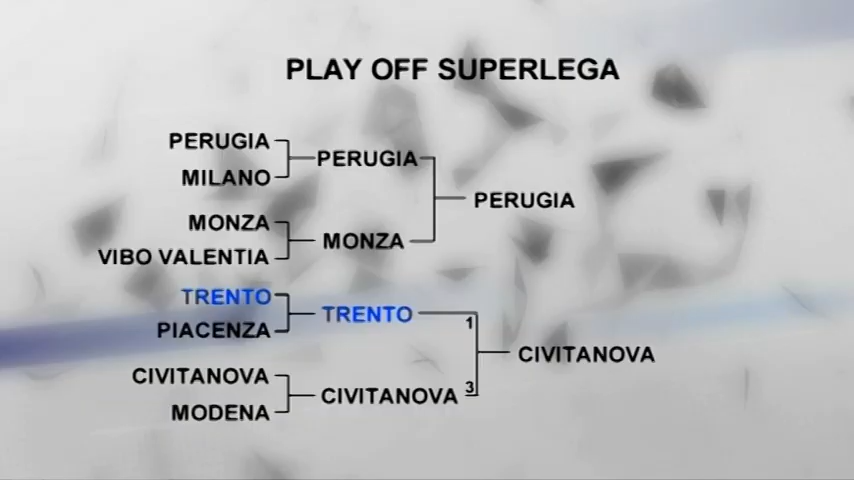 PLAY OFF SUPERLEGA
PERUGIA
MILANO
PERUGIA
MONZA
VIBO VALENTIA
MONZA
PERUGIA
TRENTO
PIACENZA
TRENTO
1
CIVITANOVA
MODENA
CIVITANOVA
3
CIVITANOVA